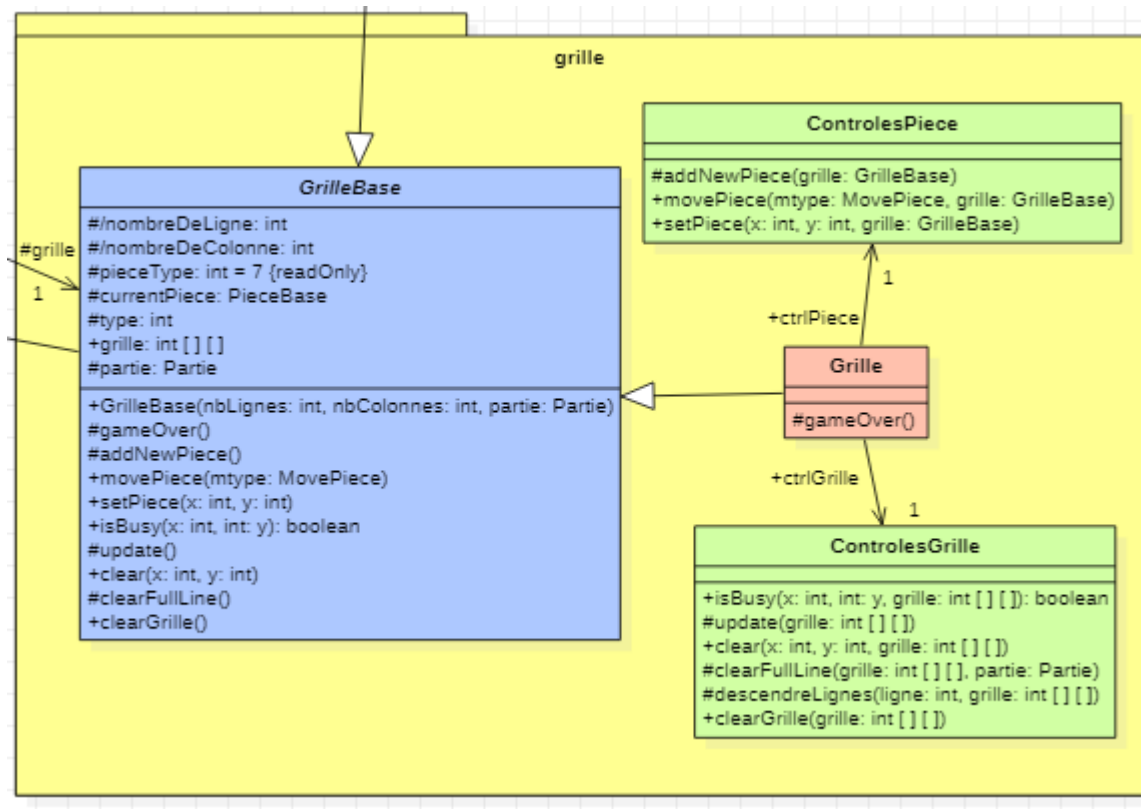 grille
#grille
1
GrilleBase
#/nombreDeLigne: int
#/nombreDeColonne: int
#pieceType: int = 7 {readOnly}
#currentPiece: PieceBase
#type: int
+grille: int [ ] [ ]
#partie: Partie
+GrilleBase(nbLignes: int, nbColonnes: int, partie: Partie)
#gameOver()
#addNewPiece()
+movePiece(mtype: MovePiece)
+setPiece(x: int, y: int)
+isBusy(x: int, int: y): boolean
#update()
+clear(x: int, y: int)
#clearFullLine()
+clearGrille()
ControlesPiece
#addNewPiece(grille: GrilleBase)
+movePiece(mtype: MovePiece, grille: GrilleBase)
+setPiece(x: int, y: int, grille: GrilleBase)
1
+ctrlPiece
Grille
#gameOver()
+ctrlGrille
1
ControlesGrille
+isBusy(x: int, int: y, grille: int [ ] [ ]): boolean
#update(grille: int [ ] [ ])
+clear(x: int, y: int, grille: int [ ] [ ])
#clearFullLine(grille: int [ ] [ ], partie: Partie)
#descendreLignes(ligne: int, grille: int [ ] [ ])
+clearGrille(grille: int [ ] [ ])